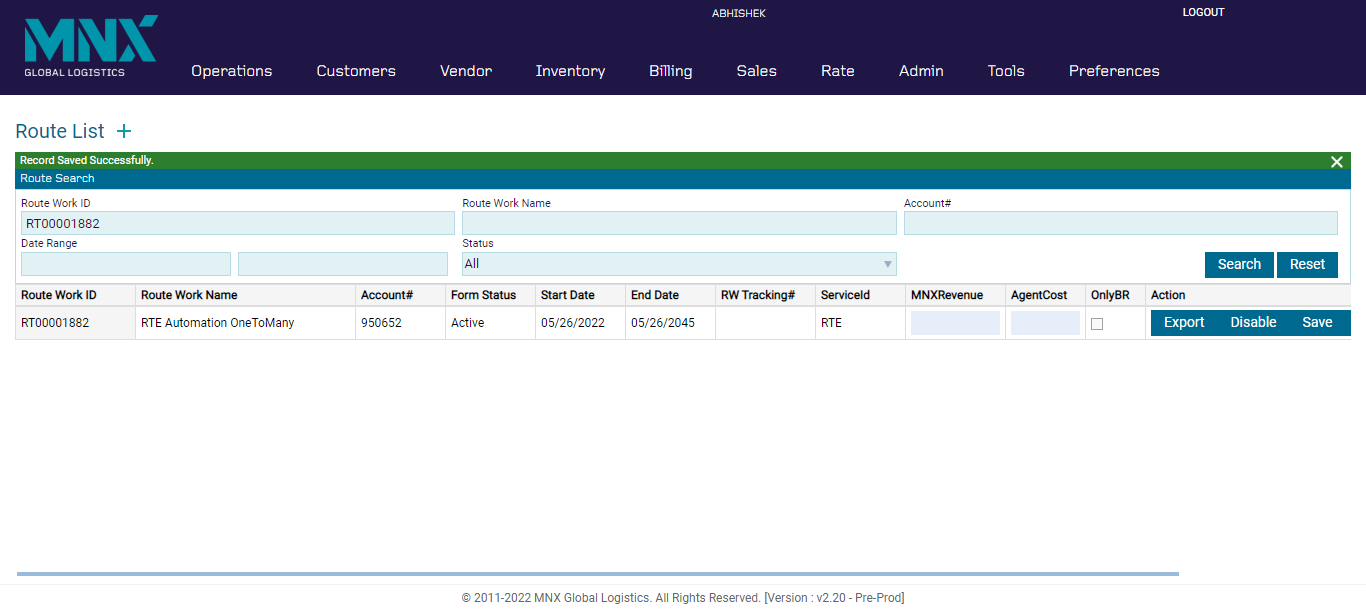 ABHISHEK
LOGOUT
MNX
GLOBAL LOGISTICS
Operations Customers Vendor Inventory Billing Sales Rate Admin Tools Preferences
Route List +
Record Saved Successfully.
Route Search
Route Work ID Route Work Name Account#
RT00001882
Date Range Status
All
Search Reset
Route Work ID Route Work Name Account# Form Status Start Date End Date RW Tracking# ServiceId MNXRevenue AgentCost OnlyBR Action
RT00001882 RTE Automation OneToMany 950652 Active 05/26/2022 05/26/2045 RTE Export Disable Save
© 2011-2022 MNX Global Logistics. All Rights Reserved. [Version : v2.20 - Pre-Prod]